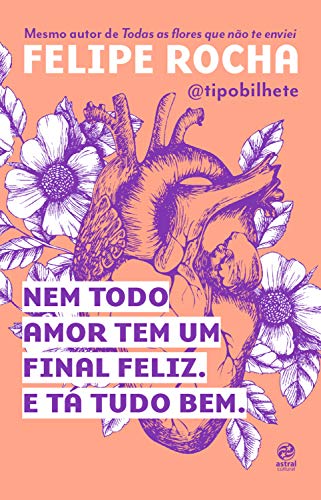 Mesmo autor de Todas as flores que não te enviei
FELIPE ROCHA
@tipobilhete
NEM TODO
AMOR TEM UM
FINAL FELIZ.
E TÁ TUDO BEM.
astral
cultural